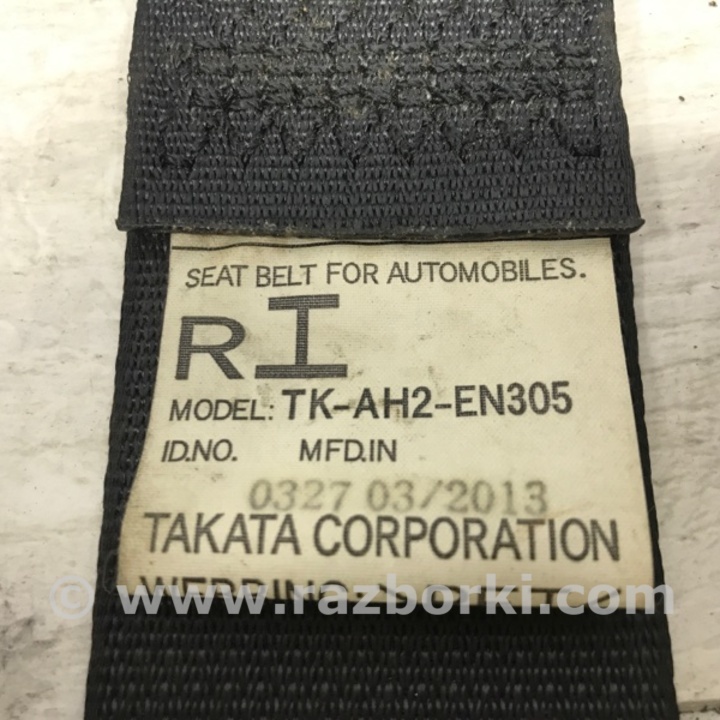 SEAT BELT FOR AUTOMOBILES.
RI
MODEL: TK-AH2-EN305
ID.NO. MFD.IN
0327 03/2013
TAKATA CORPORATION
© www.razborki.com